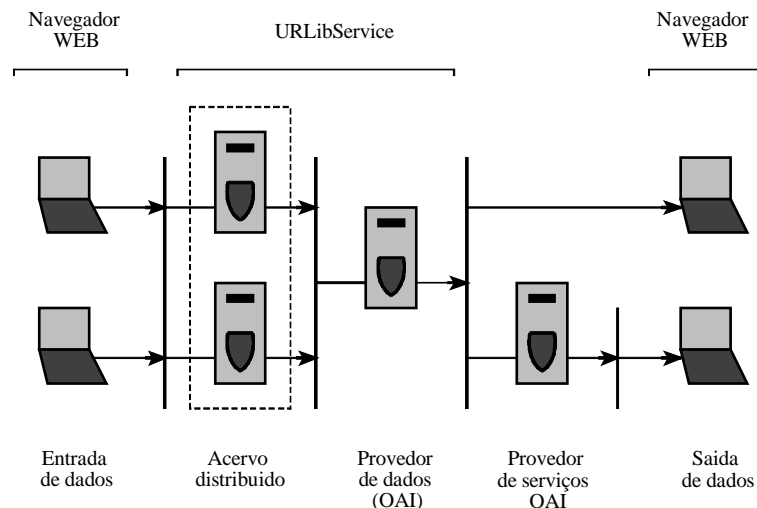 Navegador
WEB
URLibService
Navegador
WEB
Entrada
de dados
Acervo
distribuido
Provedor
de dados
(OAI)
Provedor
de serviços
OAI
Saida
de dados